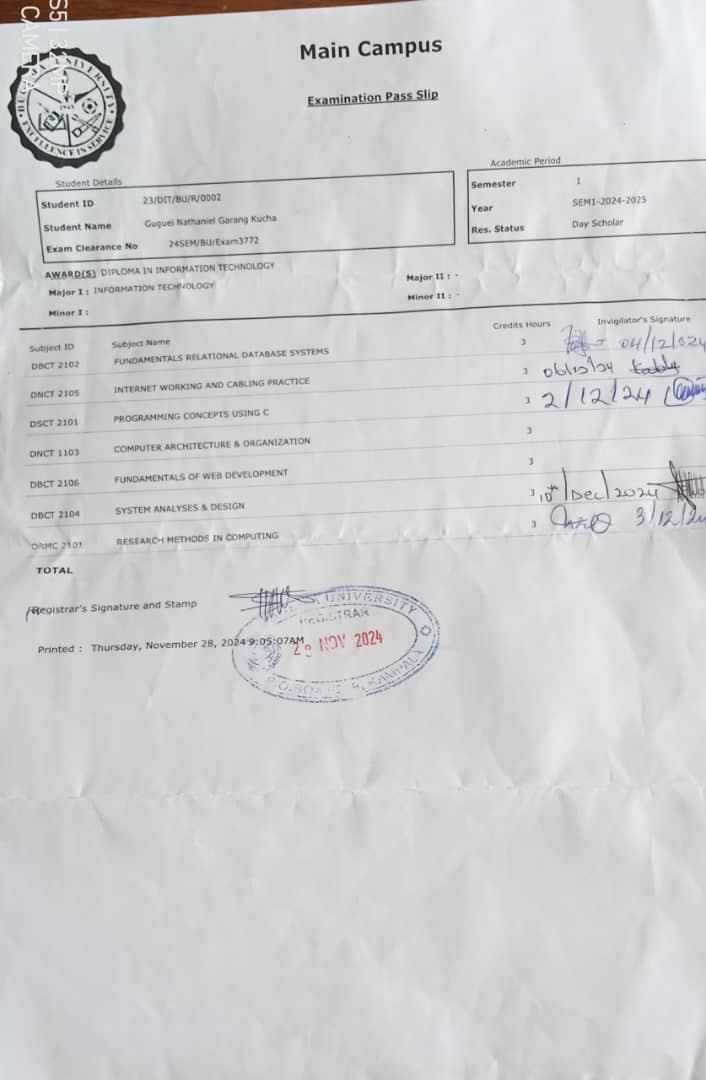 Main Campus
Examination Pass Slip
UNIVERSITY
EXCELLENCE IN SERVICE
Student Details
Student ID 23/DIT/BU/R/0002
Student Name Guguei Nathaniel Garang Kucha
Exam Clearance No 24SEM/BU/Exam3772
Academic Period
Semester 1
Year SEM1-2024-2025
Res. Status Day Scholar
AWARD(S) DIPLOMA IN INFORMATION TECHNOLOGY
Major I : INFORMATION TECHNOLOGY Major II : -
Minor I : Minor II : -
Subject ID Subject Name Credits Hours Invigilator's Signature
DBCT 2102 FUNDAMENTALS RELATIONAL DATABASE SYSTEMS 3 04/12/024
DNCT 2105 INTERNET WORKING AND CABLING PRACTICE 3 06/12/24
DSCT 2101 PROGRAMMING CONCEPTS USING C 3 2/12/24
DNCT 1103 COMPUTER ARCHITECTURE & ORGANIZATION 3
DBCT 2106 FUNDAMENTALS OF WEB DEVELOPMENT 3
DBCT 2104 SYSTEM ANALYSES & DESIGN 3 10th/Dec/2024
DRMC 2101 RESEARCH METHODS IN COMPUTING 3 3/12/24
TOTAL
Registrar's Signature and Stamp
UNIVERSITY
REGISTRAR
Printed : Thursday, November 28, 2024 9:05:07AM
NOV 2024
KAMPALA